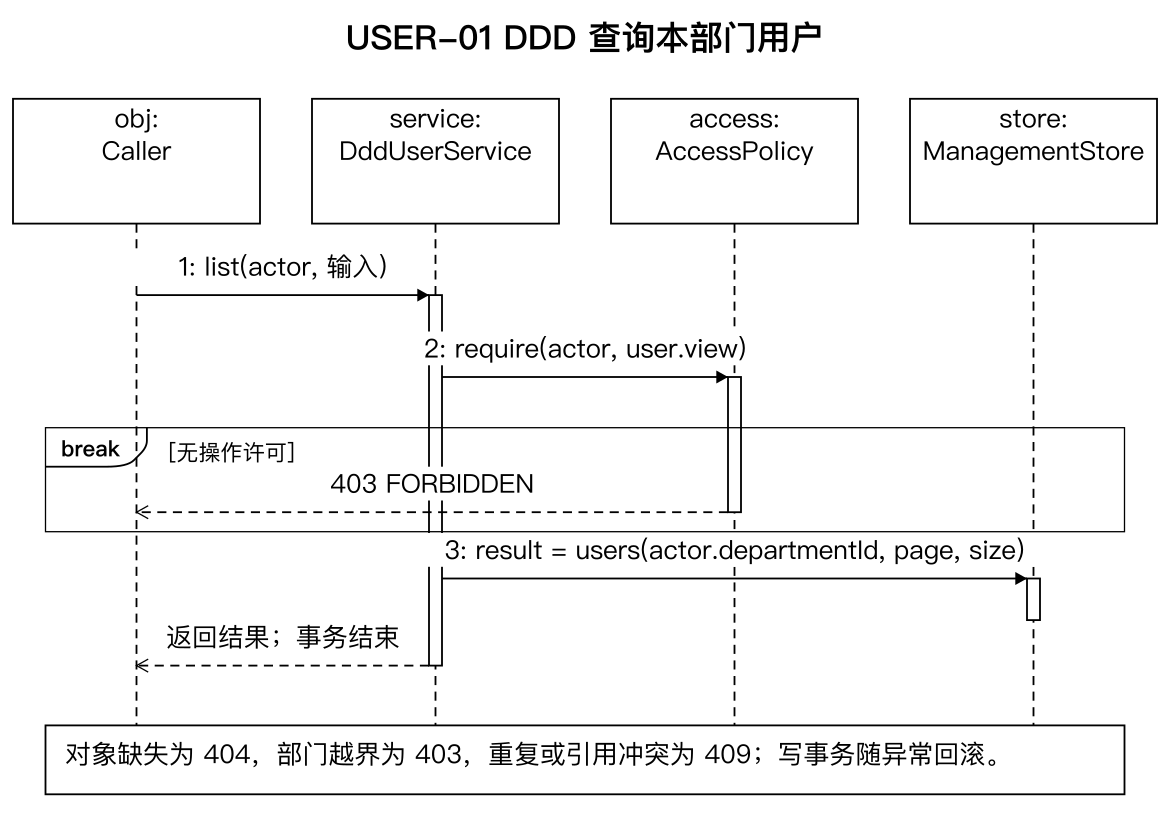 USER-01 DDD 查询本部门用户
obj:
Caller
service:
DddUserService
access:
AccessPolicy
store:
ManagementStore
1: list(actor, 输入)
2: require(actor, user.view)
break
[无操作许可]
403 FORBIDDEN
3: result = users(actor.departmentId, page, size)
返回结果；事务结束
对象缺失为 404，部门越界为 403，重复或引用冲突为 409；写事务随异常回滚。